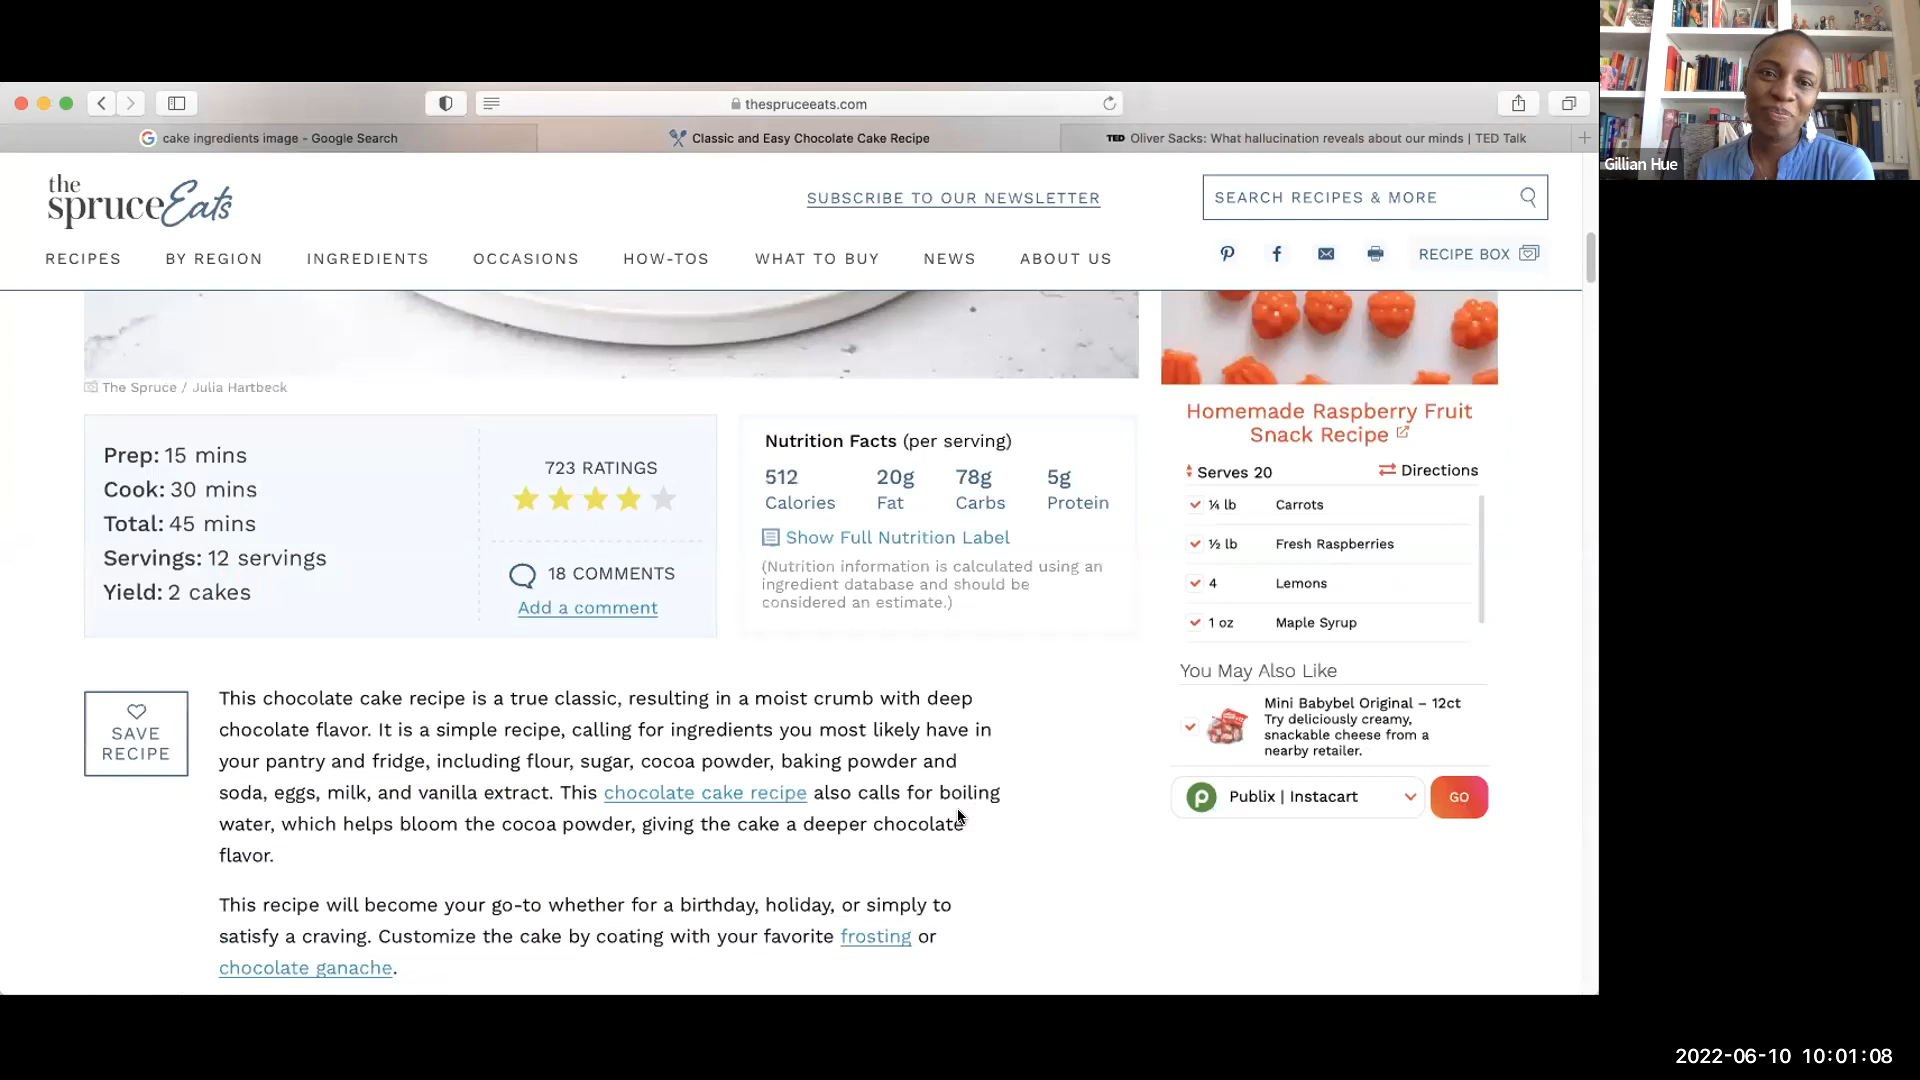 thespruceeats.com
cake ingredients image - Google Search
Classic and Easy Chocolate Cake Recipe
TED Oliver Sacks: What hallucination reveals about our minds | TED Talk
Gillian Hue
the
spruceEats
SUBSCRIBE TO OUR NEWSLETTER
SEARCH RECIPES & MORE
RECIPES BY REGION INGREDIENTS OCCASIONS HOW-TOS WHAT TO BUY NEWS ABOUT US
RECIPE BOX
The Spruce / Julia Hartbeck
Prep: 15 mins
Cook: 30 mins
Total: 45 mins
Servings: 12 servings
Yield: 2 cakes
723 RATINGS
18 COMMENTS
Add a comment
Nutrition Facts (per serving)
512 20g 78g 5g
Calories Fat Carbs Protein
Show Full Nutrition Label
(Nutrition information is calculated using an
ingredient database and should be
considered an estimate.)
Homemade Raspberry Fruit
Snack Recipe
Serves 20 Directions
¼ lb Carrots
½ lb Fresh Raspberries
4 Lemons
1 oz Maple Syrup
You May Also Like
Mini Babybel Original – 12ct
Try deliciously creamy,
snackable cheese from a
nearby retailer.
Publix | Instacart GO
SAVE
RECIPE
This chocolate cake recipe is a true classic, resulting in a moist crumb with deep
chocolate flavor. It is a simple recipe, calling for ingredients you most likely have in
your pantry and fridge, including flour, sugar, cocoa powder, baking powder and
soda, eggs, milk, and vanilla extract. This chocolate cake recipe also calls for boiling
water, which helps bloom the cocoa powder, giving the cake a deeper chocolate
flavor.
This recipe will become your go-to whether for a birthday, holiday, or simply to
satisfy a craving. Customize the cake by coating with your favorite frosting or
chocolate ganache.
2022-06-10 10:01:08